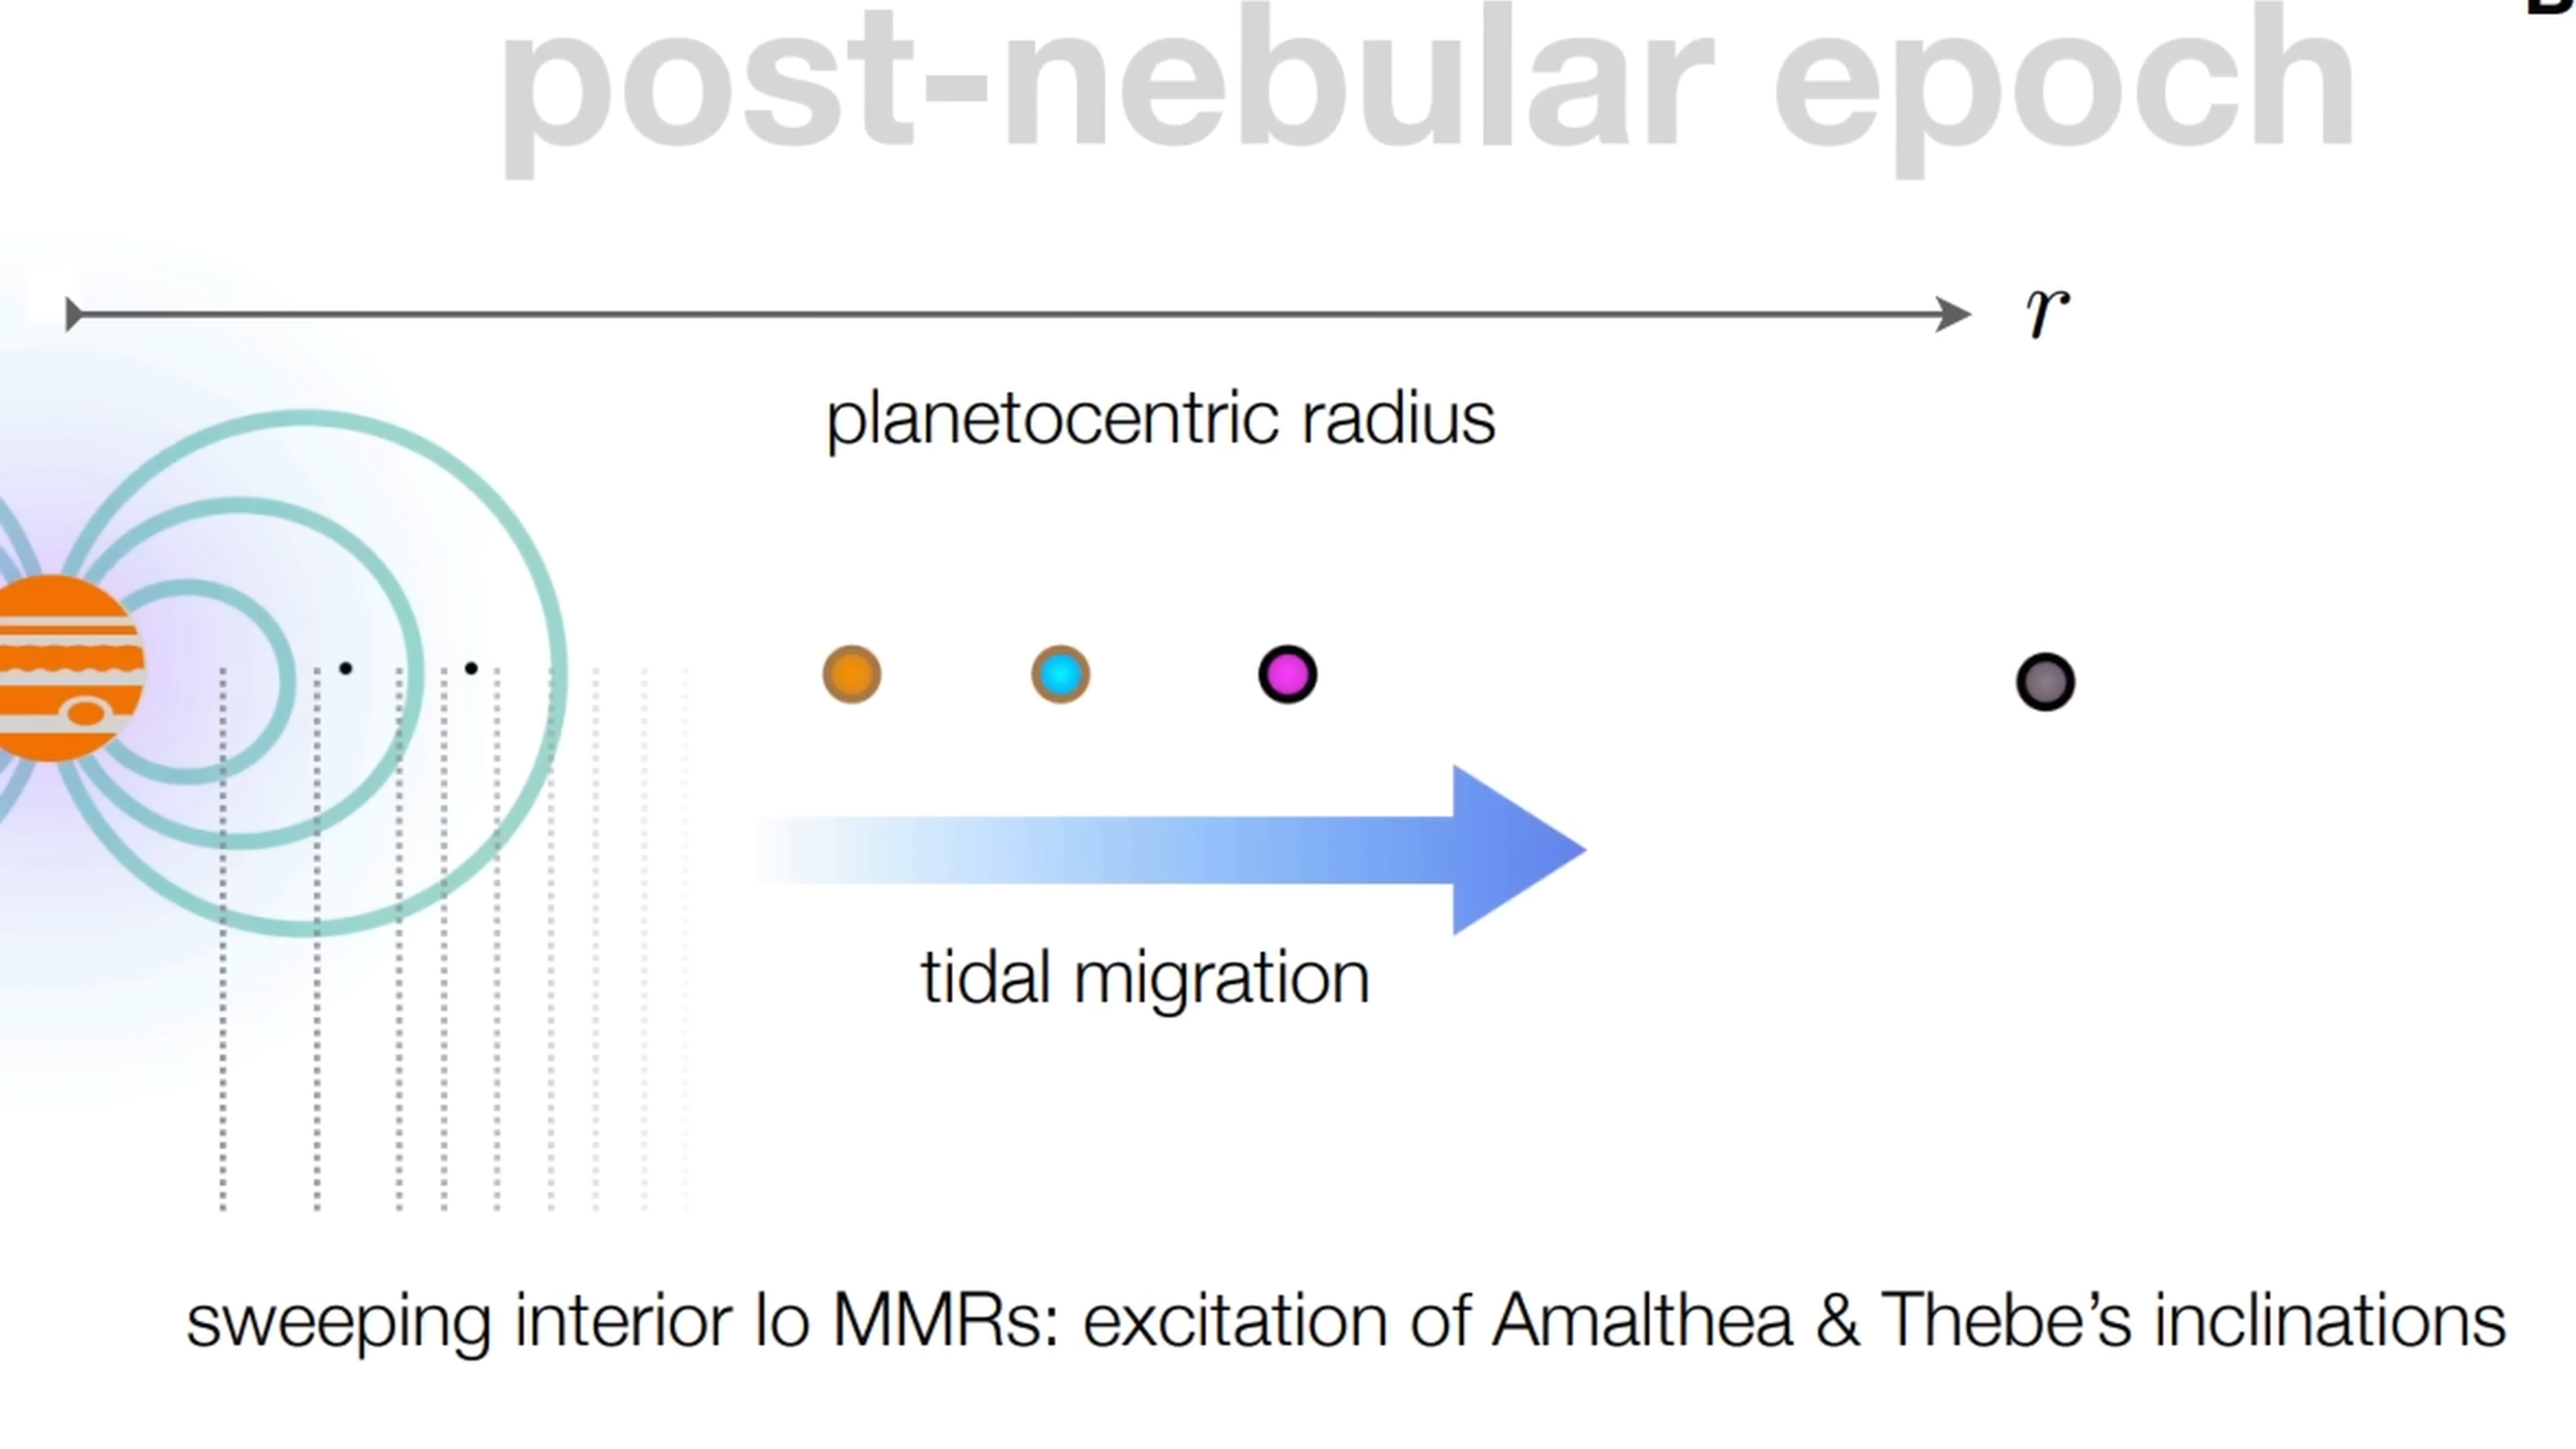 post-nebular epoch
r
planetocentric radius
tidal migration
sweeping interior Io MMRs: excitation of Amalthea & Thebe’s inclinations